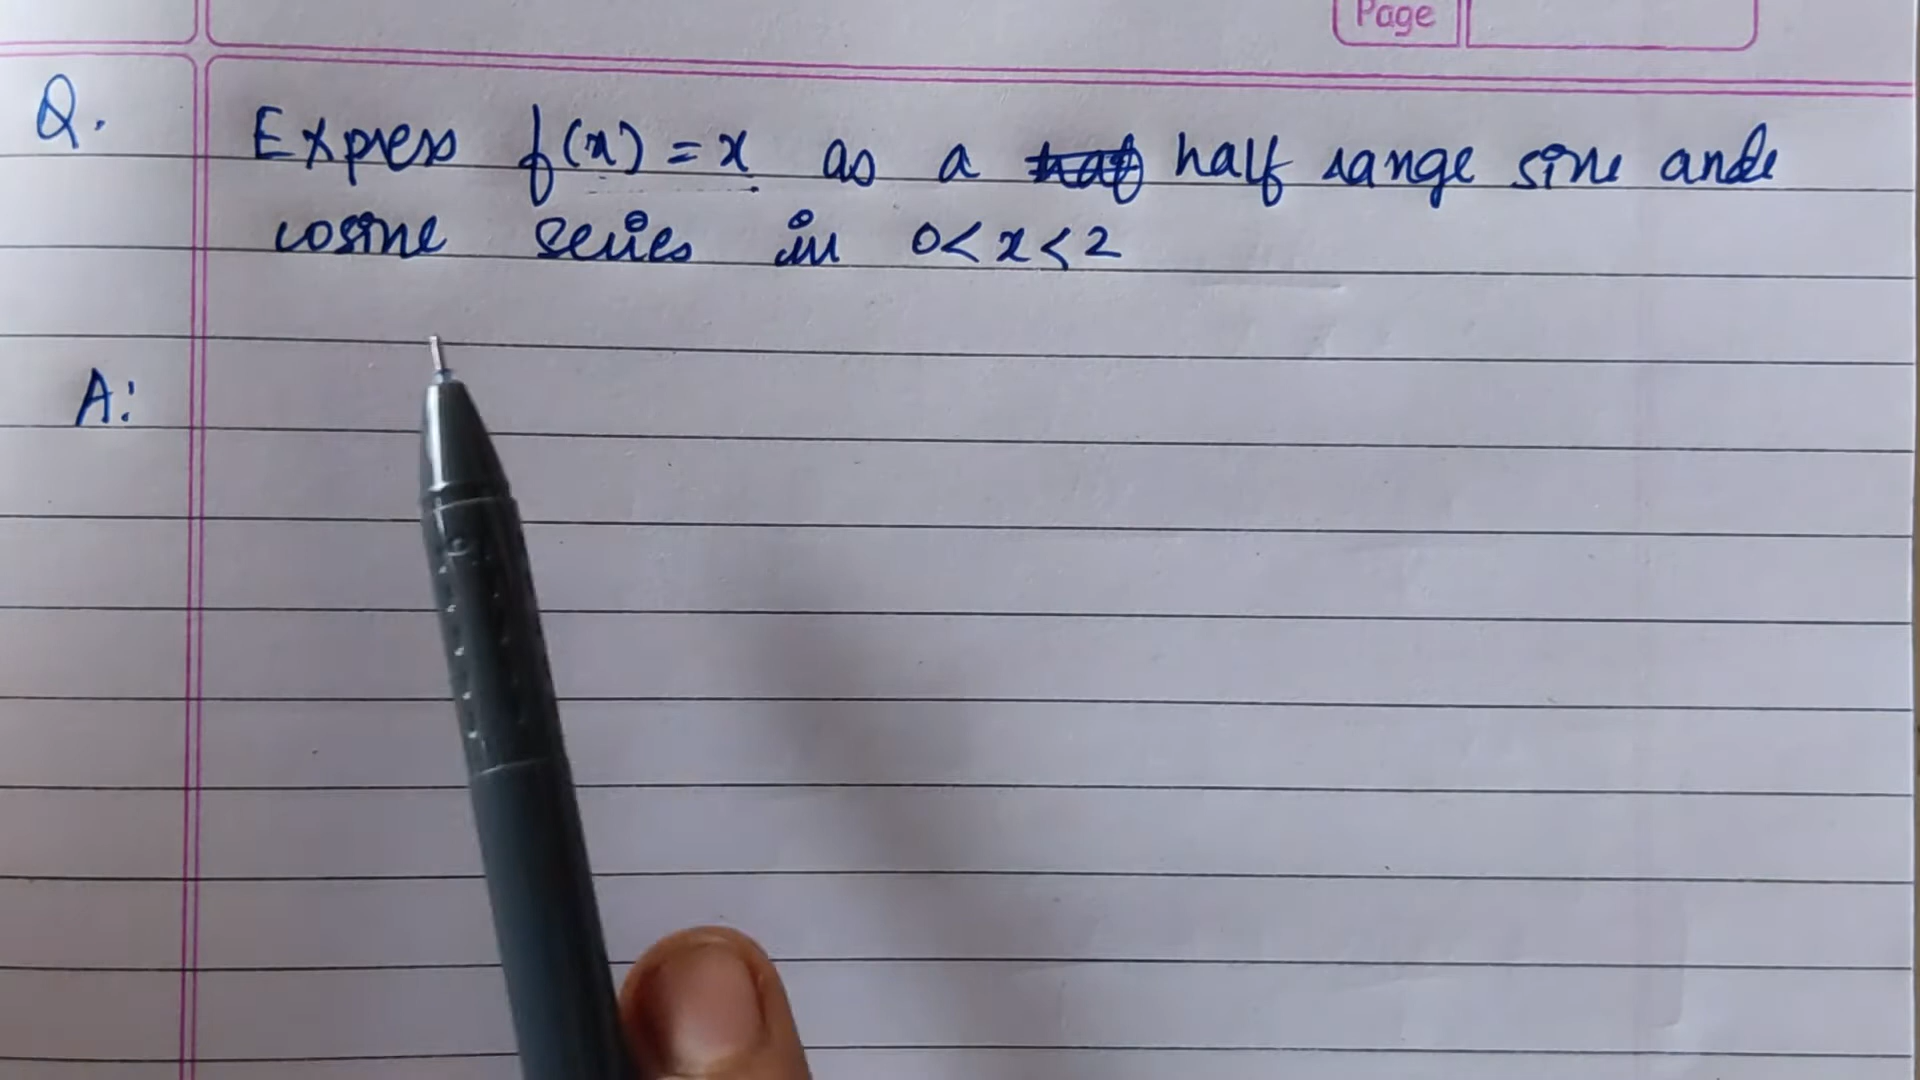 Page
Q. Express f(x) = x as a half range sine and
cosine series in 0<x<2
A: